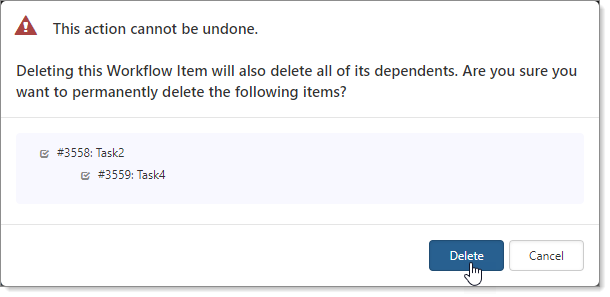 This action cannot be undone.
Deleting this Workflow Item will also delete all of its dependents. Are you sure you
want to permanently delete the following items?
#3558: Task2
#3559: Task4
Delete Cancel